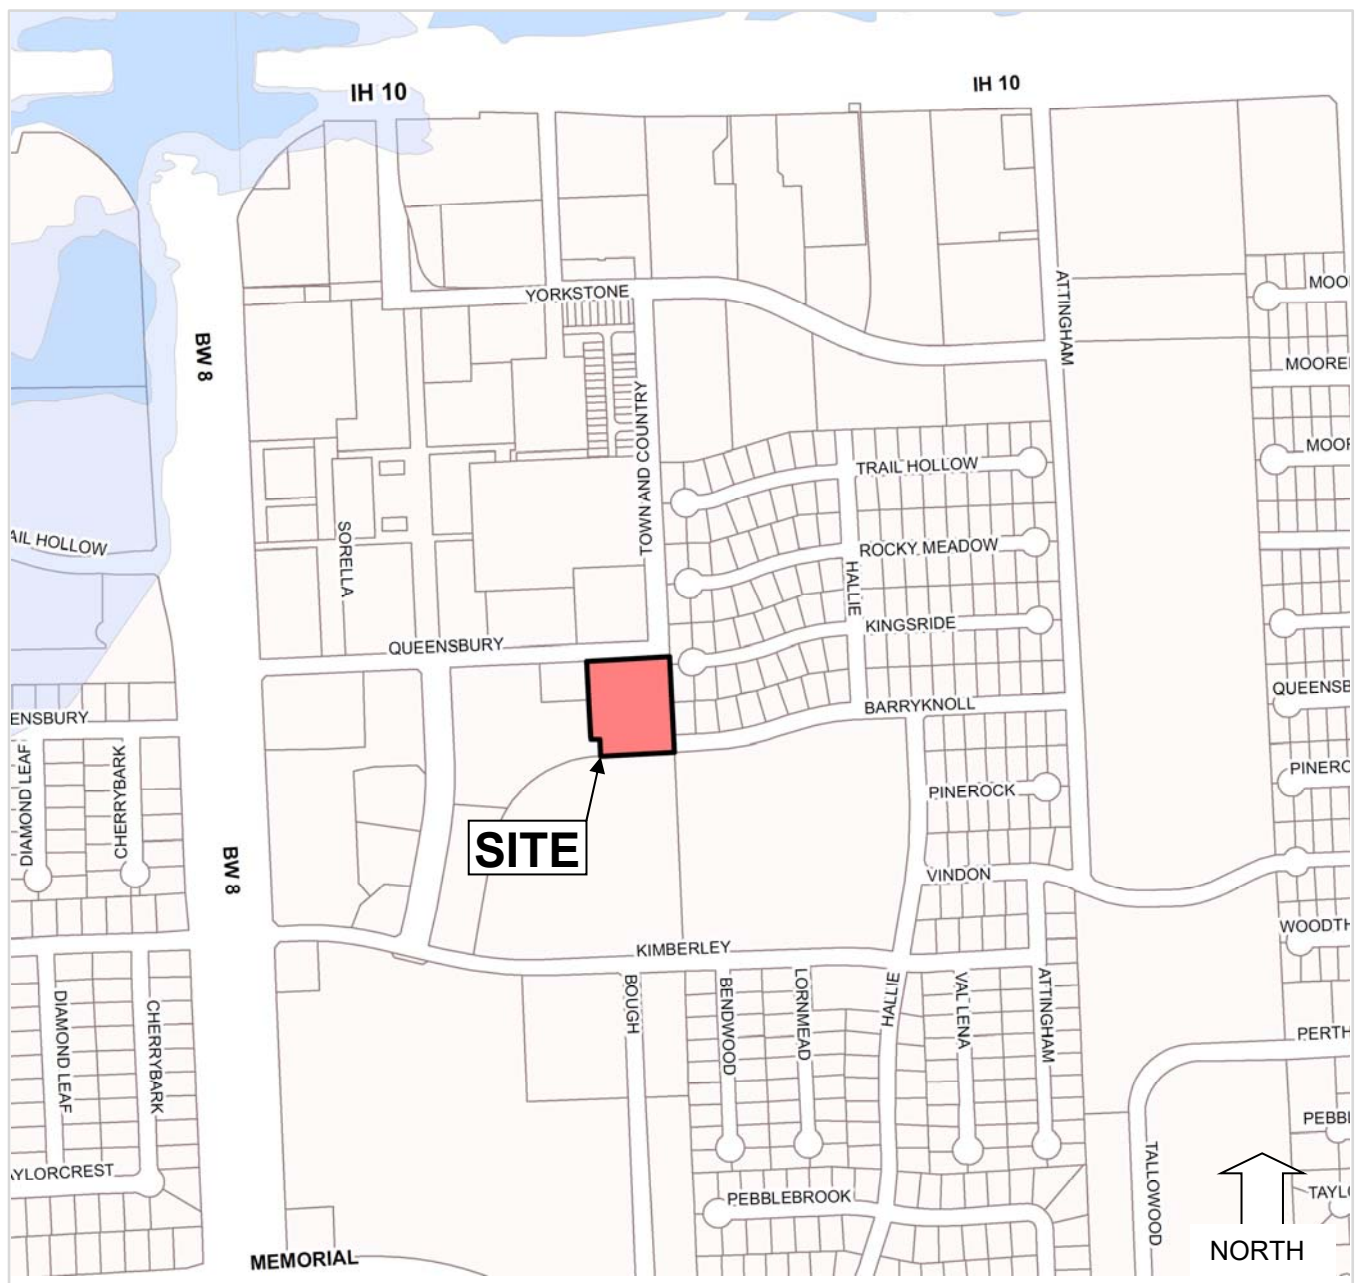 IH 10
IH 10
YORKSTONE
ATTINGHAM
MOO
BW 8
MOORE
TOWN AND COUNTRY
MOOR
TRAIL HOLLOW
AIL HOLLOW
SORELLA
ROCKY MEADOW
HALLIE
KINGSRIDE
QUEENSBURY
QUEENSB
ENSBURY
BARRYKNOLL
DIAMOND LEAF
CHERRYBARK
PINEROC
PINEROCK
SITE
BW 8
VINDON
WOODTH
KIMBERLEY
DIAMOND LEAF
CHERRYBARK
BOUGH
BENDWOOD
LORNMEAD
HALLIE
VAL LENA
ATTINGHAM
PERTH
PEBB
TALLOWOOD
AYLORCREST
PEBBLEBROOK
TAYL
NORTH
MEMORIAL